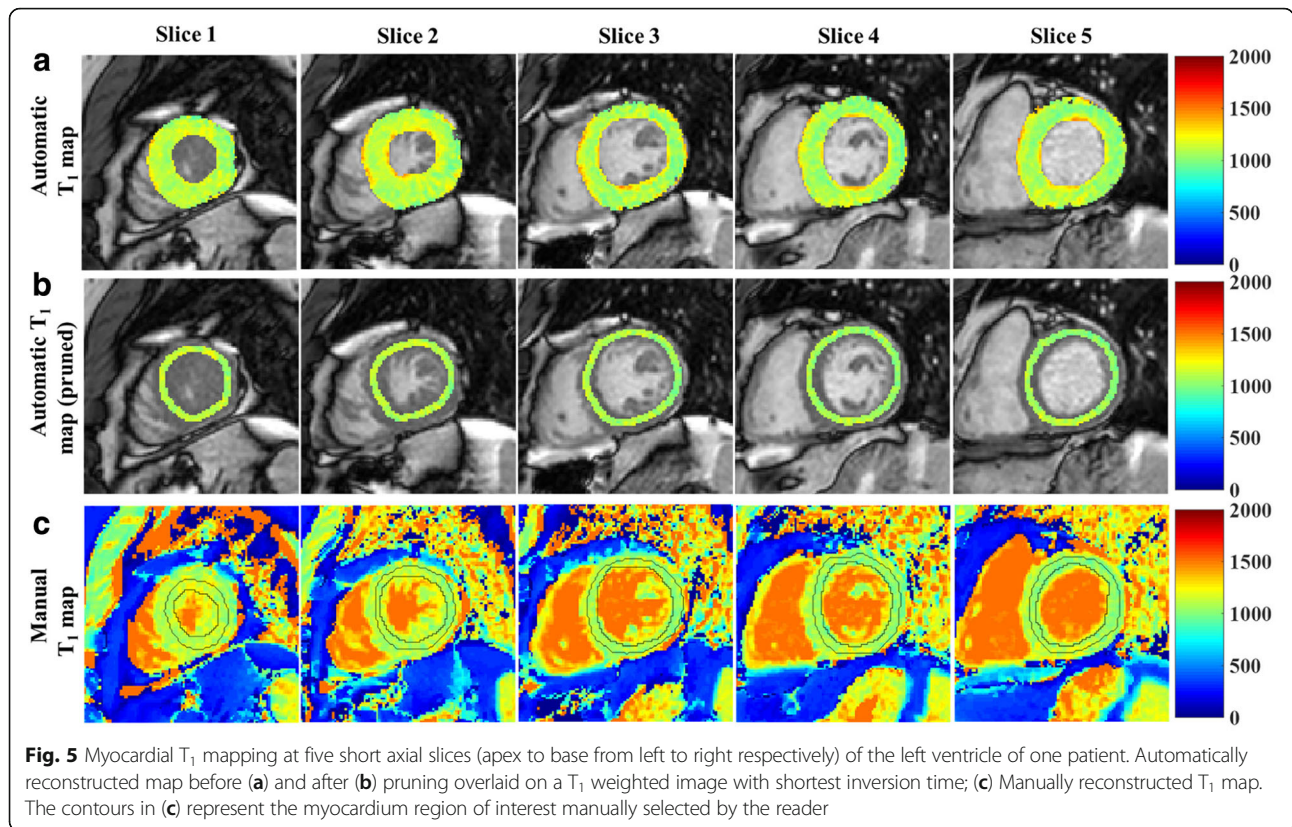 Slice 1 Slice 2 Slice 3 Slice 4 Slice 5
a
Automatic
T₁ map
2000
1500
1000
500
0
b
Automatic T₁
map (pruned)
2000
1500
1000
500
0
c
Manual
T₁ map
2000
1500
1000
500
0
Fig. 5 Myocardial T₁ mapping at five short axial slices (apex to base from left to right respectively) of the left ventricle of one patient. Automatically
reconstructed map before (a) and after (b) pruning overlaid on a T₁ weighted image with shortest inversion time; (c) Manually reconstructed T₁ map.
The contours in (c) represent the myocardium region of interest manually selected by the reader